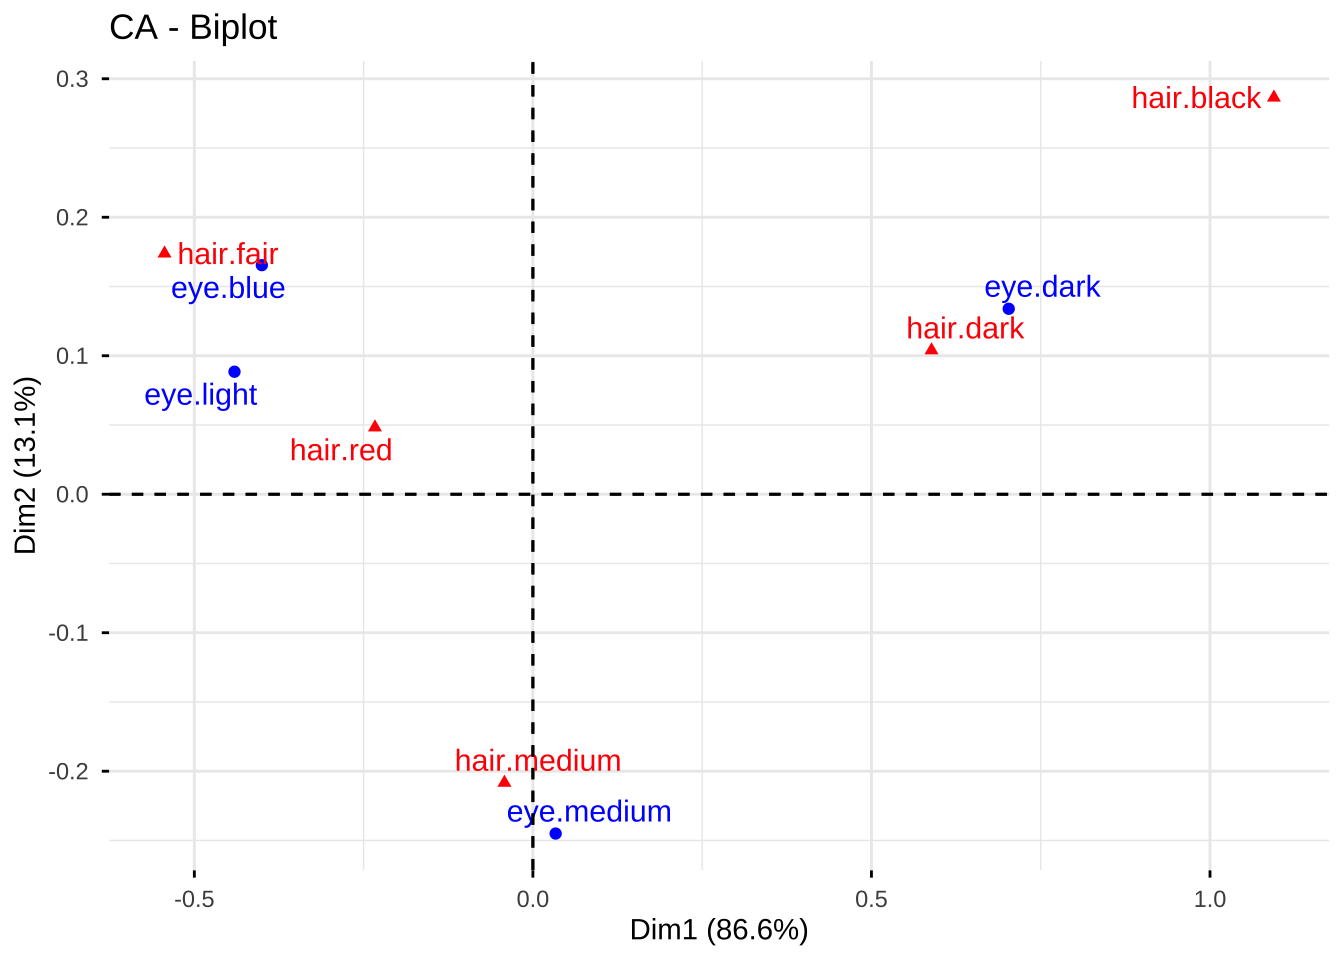 CA - Biplot
0.3
hair.black
0.2
hair.fair
eye.blue
eye.dark
hair.dark
0.1
eye.light
hair.red
0.0
-0.1
hair.medium
-0.2
eye.medium
Dim2 (13.1%)
-0.5
0.0
0.5
1.0
Dim1 (86.6%)